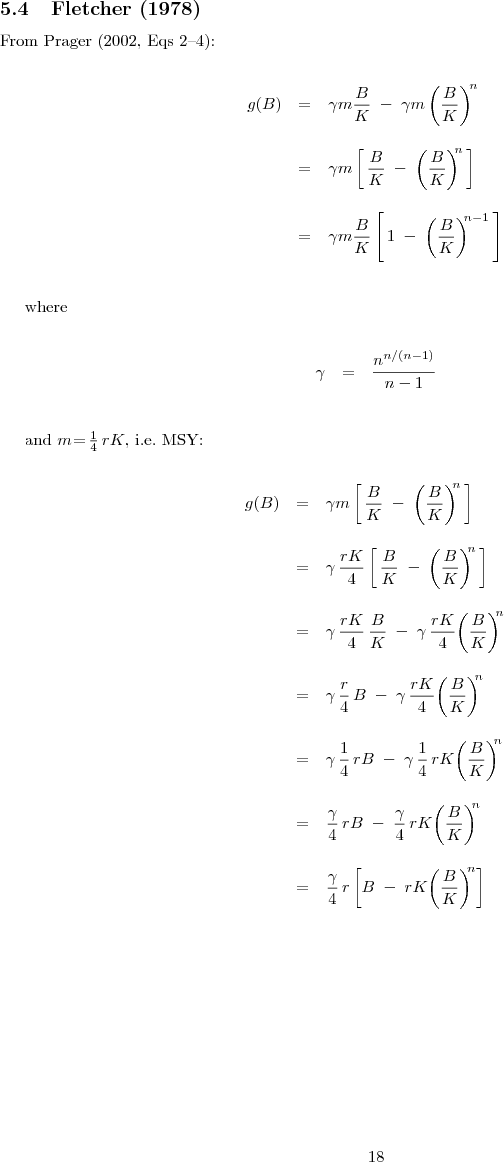 5.4 Fletcher (1978)
From Prager (2002, Eqs 2–4):
g(B) = γm B/K − γm (B/K)^n
= γm [ B/K − (B/K)^n ]
= γm B/K [ 1 − (B/K)^{n−1} ]
where
γ = n^{n/(n−1)} / (n − 1)
and m = 1/4 rK, i.e. MSY:
g(B) = γm [ B/K − (B/K)^n ]
= γ rK/4 [ B/K − (B/K)^n ]
= γ rK/4 B/K − γ rK/4 (B/K)^n
= γ r/4 B − γ rK/4 (B/K)^n
= γ 1/4 rB − γ 1/4 rK (B/K)^n
= γ/4 rB − γ/4 rK (B/K)^n
= γ/4 r [ B − rK (B/K)^n ]
18